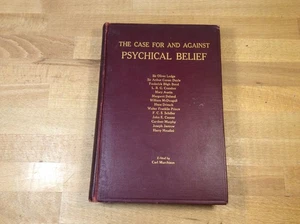 THE CASE FOR AND AGAINST
PSYCHICAL BELIEF
Sir Oliver Lodge
Sir Arthur Conan Doyle
Frederick Bligh Bond
L. R. G. Crandon
Mary Austin
Margaret Deland
William McDougall
Hans Driesch
Walter Franklin Prince
F. C. S. Schiller
John E. Coover
Gardner Murphy
Joseph Jastrow
Harry Houdini
Edited by
Carl Murchison